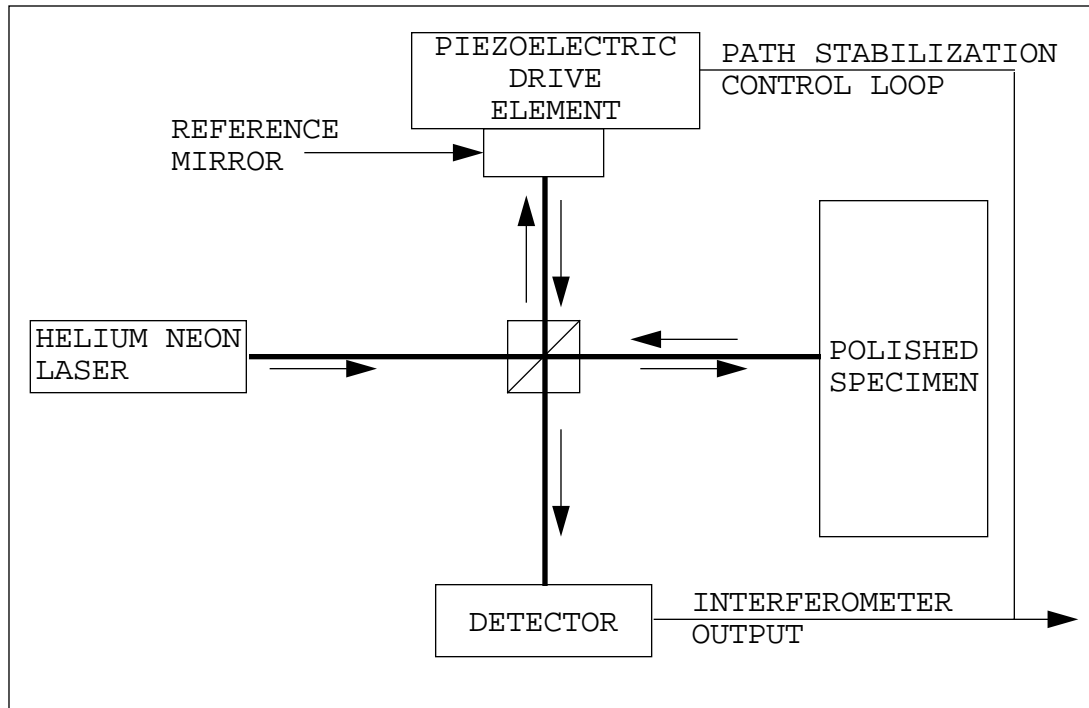 PIEZOELECTRIC
DRIVE
ELEMENT
PATH STABILIZATION
CONTROL LOOP
REFERENCE
MIRROR
HELIUM NEON
LASER
POLISHED
SPECIMEN
DETECTOR
INTERFEROMETER
OUTPUT